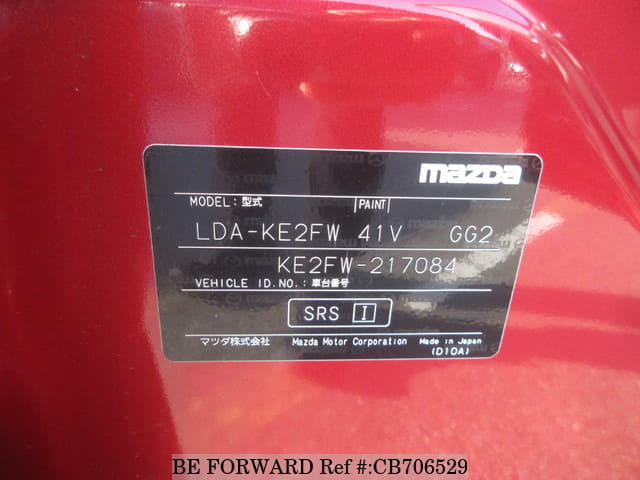 mazda
MODEL:型式 PAINT
LDA-KE2FW 41V GG2
KE2FW-217084
VEHICLE ID.NO.:車台番号
SRS I
マツダ株式会社 Mazda Motor Corporation Made in Japan
(D10A)
BE FORWARD Ref #:CB706529